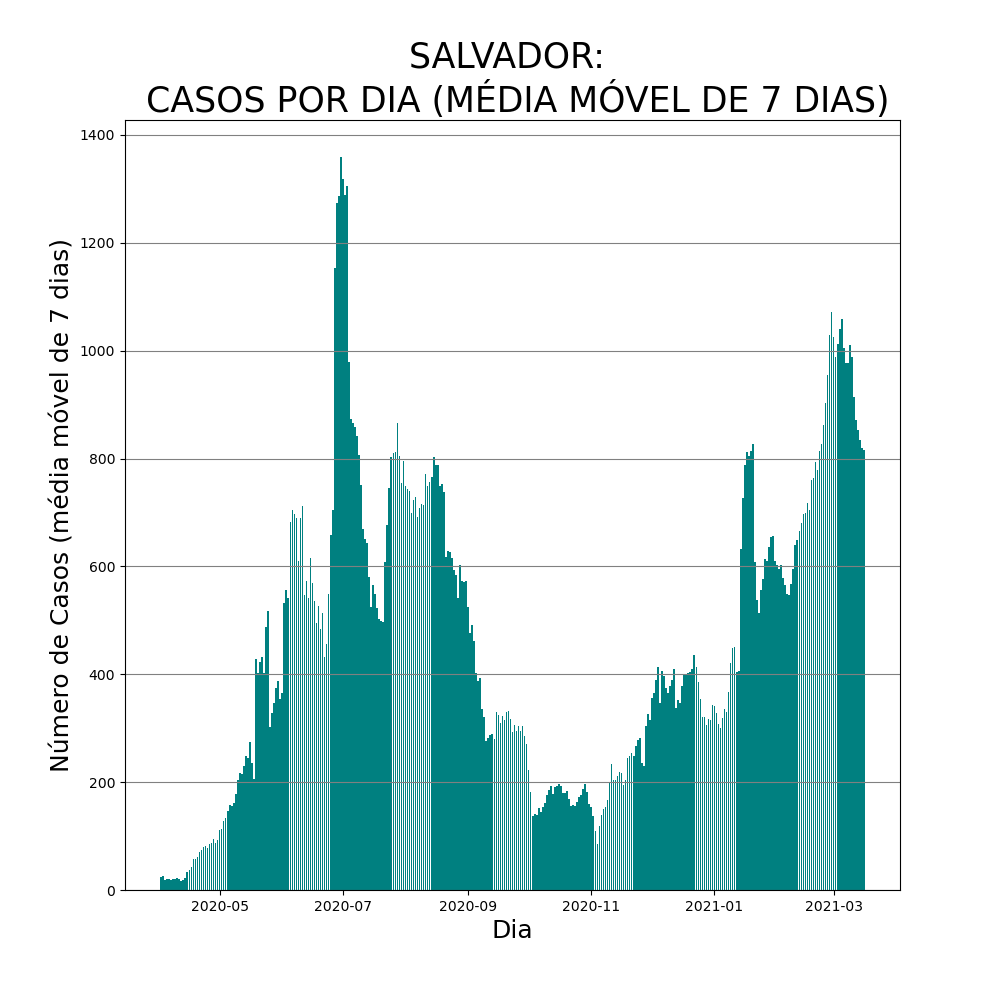 SALVADOR:
CASOS POR DIA (MÉDIA MÓVEL DE 7 DIAS)
Número de Casos (média móvel de 7 dias)
1400
1200
1000
800
600
400
200
0
2020-05 2020-07 2020-09 2020-11 2021-01 2021-03
Dia